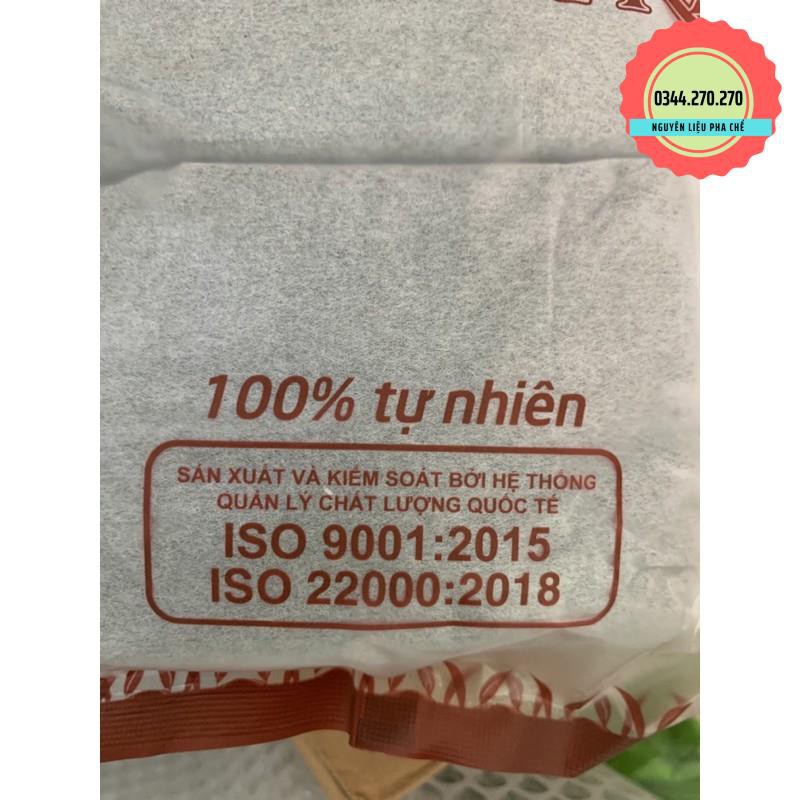 0344.270.270
NGUYÊN LIỆU PHA CHẾ
100% tự nhiên
SẢN XUẤT VÀ KIỂM SOÁT BỞI HỆ THỐNG
QUẢN LÝ CHẤT LƯỢNG QUỐC TẾ
ISO 9001:2015
ISO 22000:2018